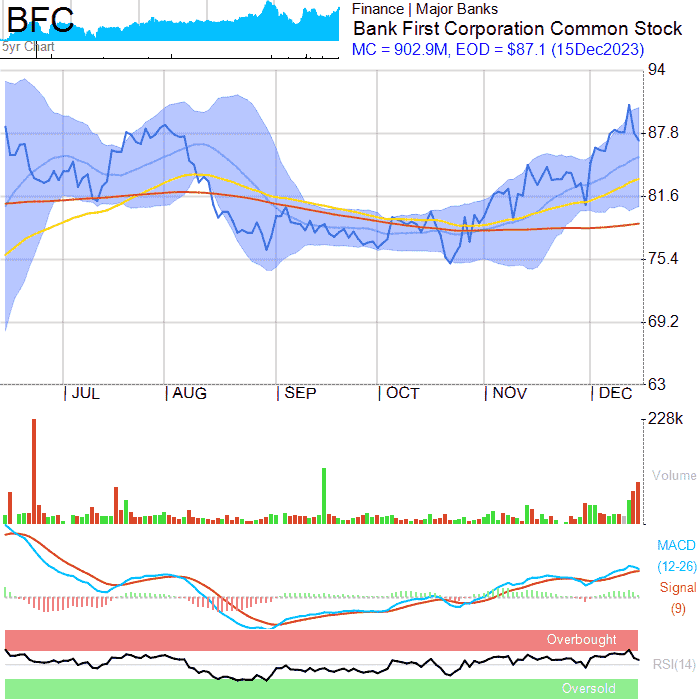 BFC
5yr Chart
Finance | Major Banks
Bank First Corporation Common Stock
MC = 902.9M, EOD = $87.1 (15Dec2023)
94
87.8
81.6
75.4
69.2
63
JUL AUG SEP OCT NOV DEC
228k
Volume
MACD
(12-26)
Signal
(9)
Overbought
RSI(14)
Oversold